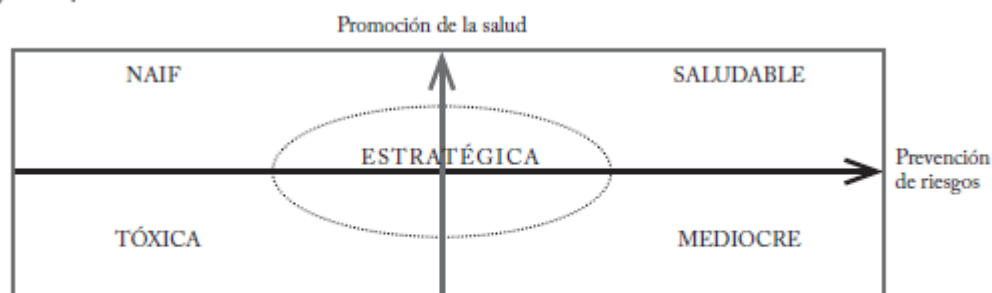 Promoción de la salud
NAIF
SALUDABLE
ESTRATÉGICA
Prevención
de riesgos
TÓXICA
MEDIOCRE